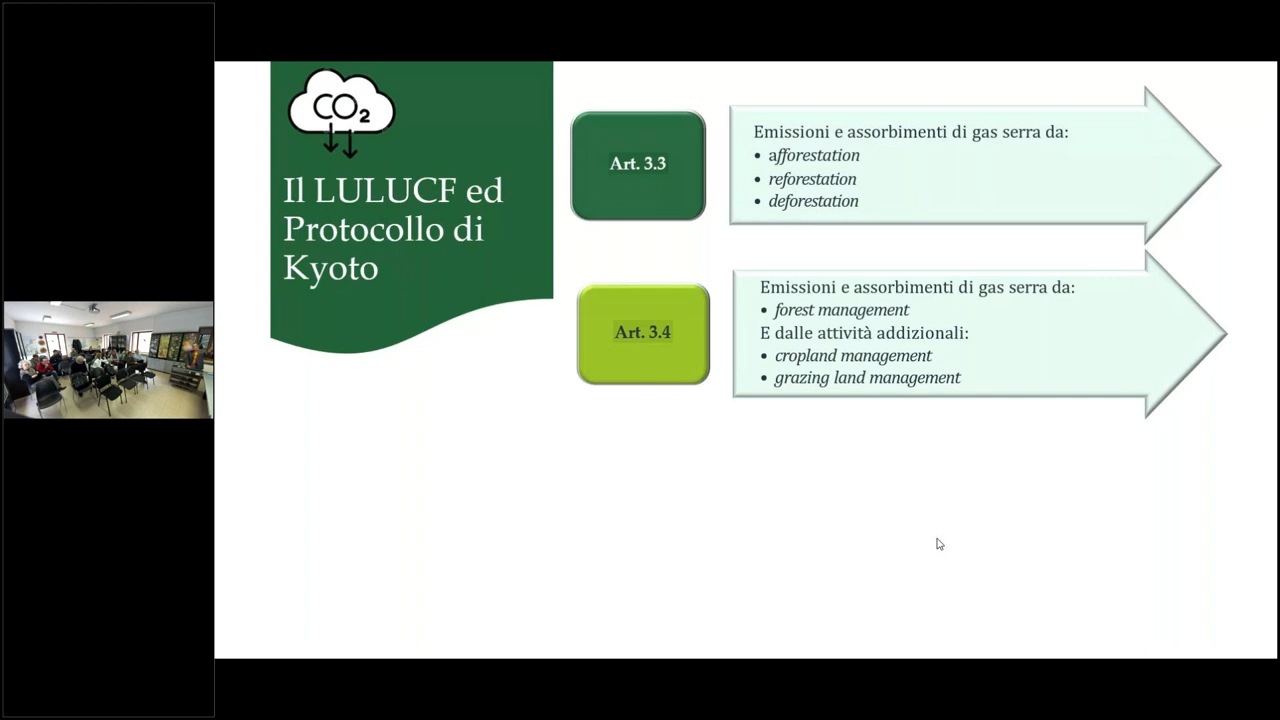 CO2
Il LULUCF ed
Protocollo di
Kyoto
Art. 3.3
Emissioni e assorbimenti di gas serra da:
• afforestation
• reforestation
• deforestation
Art. 3.4
Emissioni e assorbimenti di gas serra da:
• forest management
E dalle attività addizionali:
• cropland management
• grazing land management